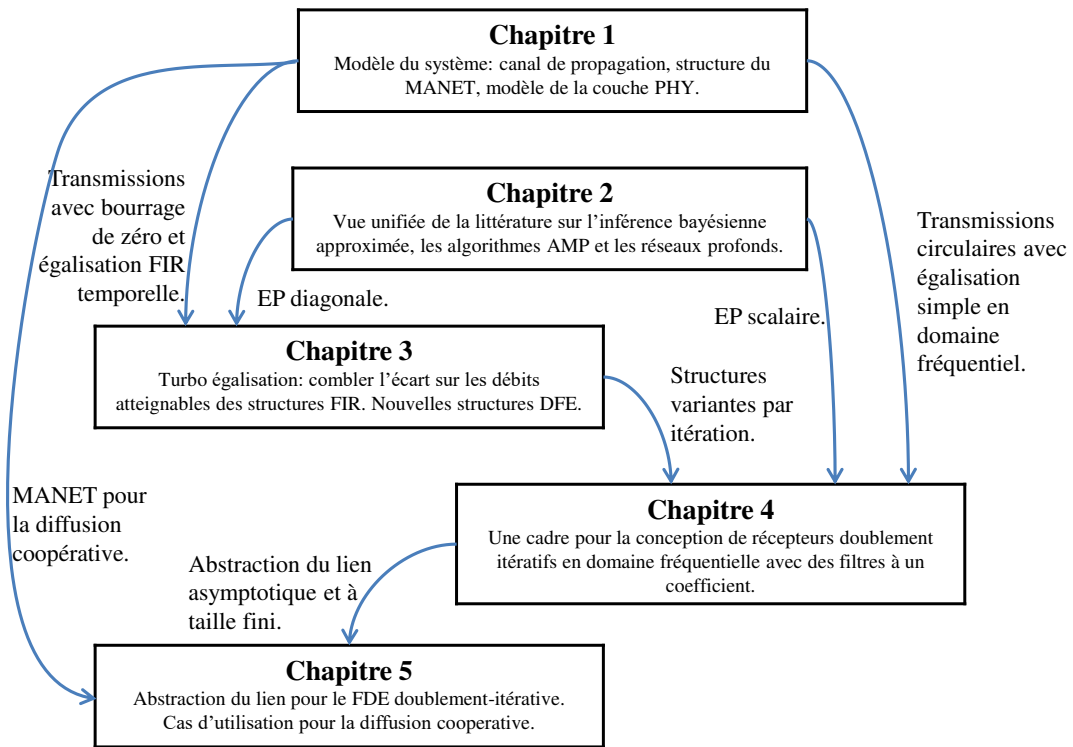 Chapitre 1
Modèle du système: canal de propagation, structure du
MANET, modèle de la couche PHY.
Transmissions
avec bourrage
de zéro et
égalisation FIR
temporelle.
Chapitre 2
Vue unifiée de la littérature sur l’inférence bayésienne
approximée, les algorithmes AMP et les réseaux profonds.
Transmissions
circulaires avec
égalisation
simple en
domaine
fréquentiel.
EP diagonale.
EP scalaire.
Chapitre 3
Turbo égalisation: combler l’écart sur les débits
atteignables des structures FIR. Nouvelles structures DFE.
Structures
variantes par
itération.
MANET pour
la diffusion
coopérative.
Chapitre 4
Une cadre pour la conception de récepteurs doublement
itératifs en domaine fréquentielle avec des filtres à un
coefficient.
Abstraction du lien
asymptotique et à
taille fini.
Chapitre 5
Abstraction du lien pour le FDE doublement-itérative.
Cas d’utilisation pour la diffusion cooperative.